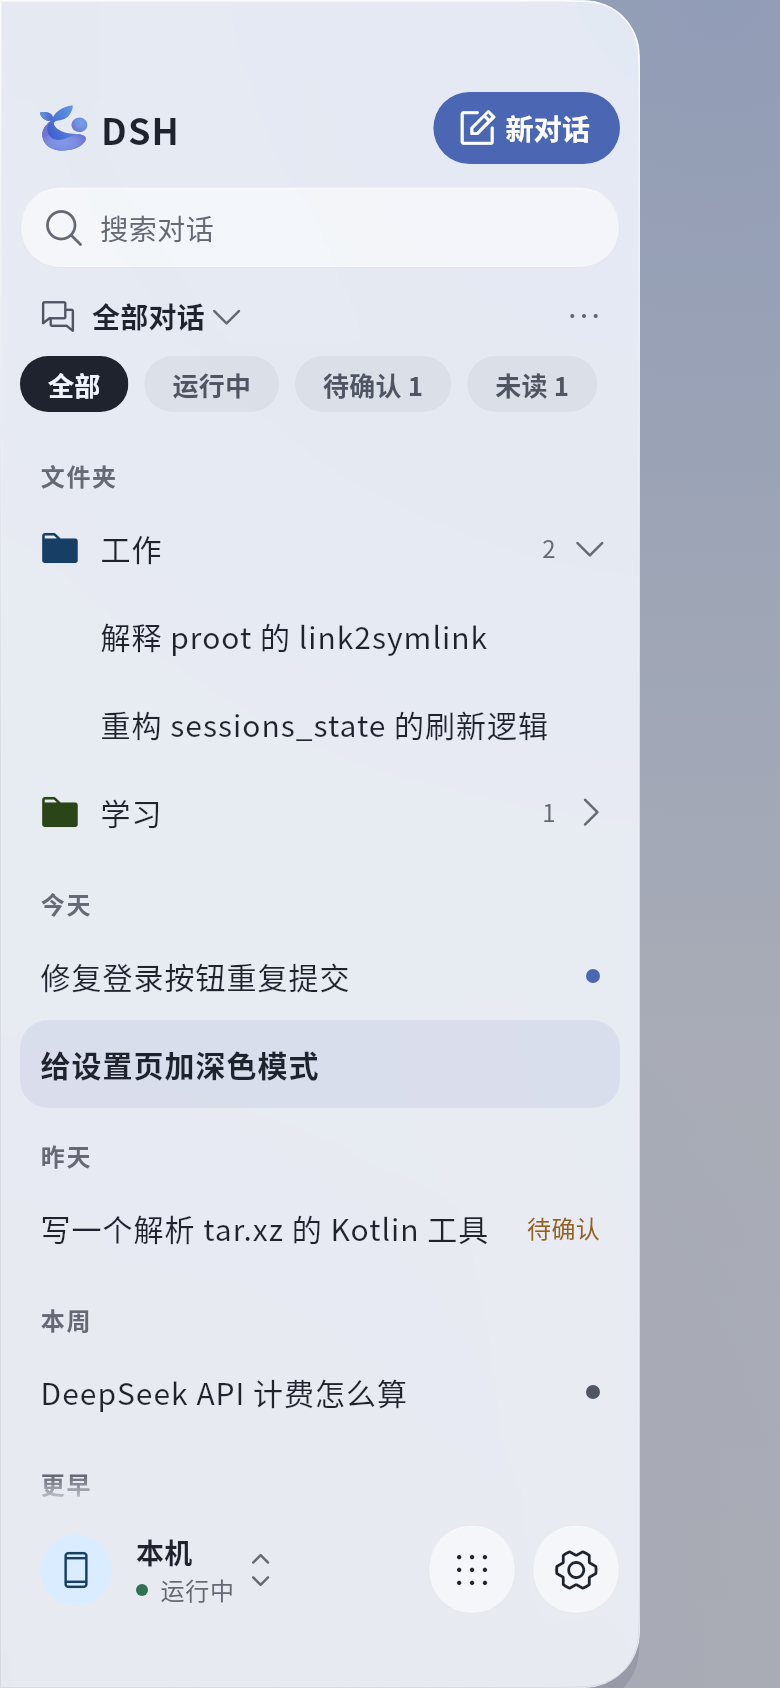 DSH
新对话
搜索对话
全部对话
全部 运行中 待确认 1 未读 1
文件夹
工作 2
解释 proot 的 link2symlink
重构 sessions_state 的刷新逻辑
学习 1
今天
修复登录按钮重复提交
给设置页加深色模式
昨天
写一个解析 tar.xz 的 Kotlin 工具 待确认
本周
DeepSeek API 计费怎么算
更早
本机
运行中